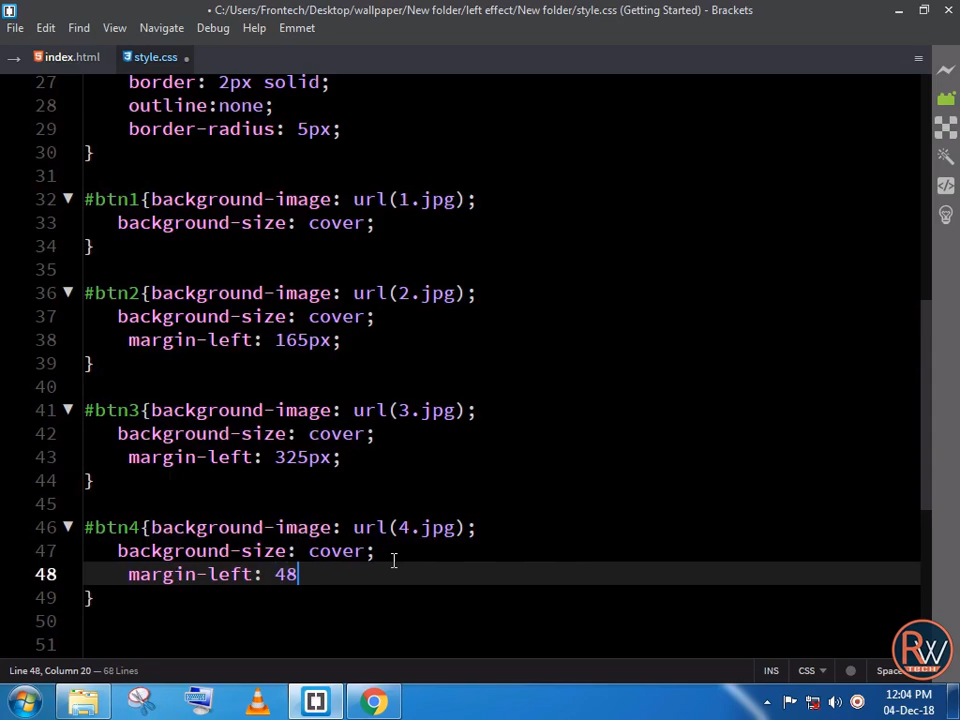 • C:/Users/Frontech/Desktop/wallpaper/New folder/left effect/New folder/style.css (Getting Started) - Brackets
File Edit Find View Navigate Debug Help Emmet
index.html style.css •
27 border: 2px solid;
28 outline:none;
29 border-radius: 5px;
30 }
31
32 #btn1{background-image: url(1.jpg);
33 background-size: cover;
34 }
35
36 #btn2{background-image: url(2.jpg);
37 background-size: cover;
38 margin-left: 165px;
39 }
40
41 #btn3{background-image: url(3.jpg);
42 background-size: cover;
43 margin-left: 325px;
44 }
45
46 #btn4{background-image: url(4.jpg);
47 background-size: cover;
48 margin-left: 48
49 }
50
51
Line 48, Column 20 — 68 Lines
INS CSS Spac
RW
TECH
12:04 PM
04-Dec-18